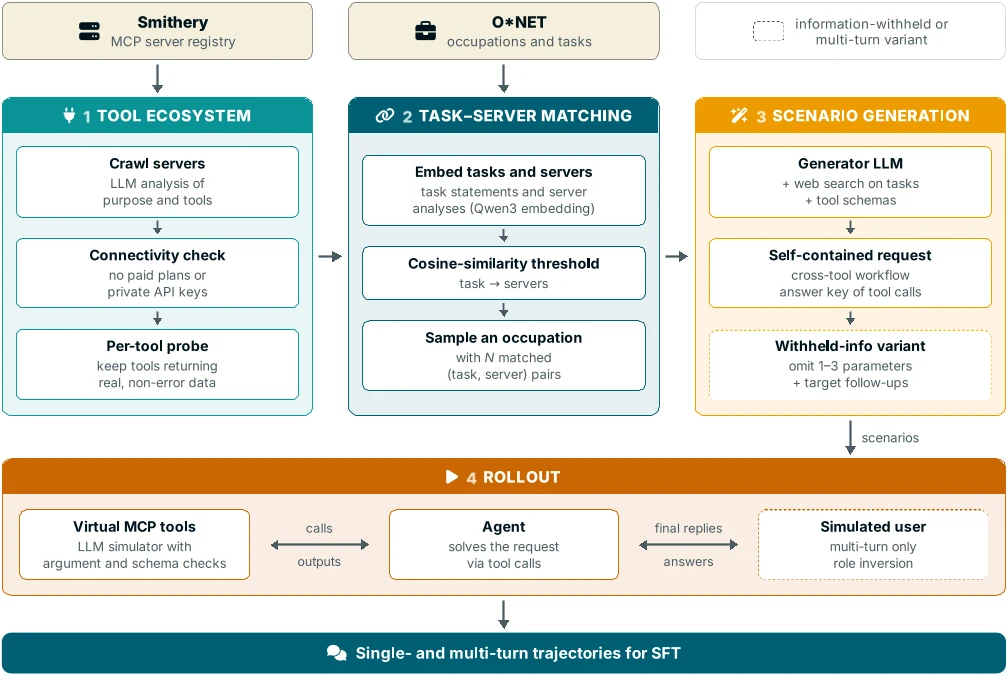 Smithery
MCP server registry
O*NET
occupations and tasks
information-withheld or
multi-turn variant
1 TOOL ECOSYSTEM
Crawl servers
LLM analysis of
purpose and tools
Connectivity check
no paid plans or
private API keys
Per-tool probe
keep tools returning
real, non-error data
2 TASK–SERVER MATCHING
Embed tasks and servers
task statements and server
analyses (Qwen3 embedding)
Cosine-similarity threshold
task → servers
Sample an occupation
with N matched
(task, server) pairs
3 SCENARIO GENERATION
Generator LLM
+ web search on tasks
+ tool schemas
Self-contained request
cross-tool workflow
answer key of tool calls
Withheld-info variant
omit 1–3 parameters
+ target follow-ups
scenarios
4 ROLLOUT
Virtual MCP tools
LLM simulator with
argument and schema checks
calls
outputs
Agent
solves the request
via tool calls
final replies
answers
Simulated user
multi-turn only
role inversion
Single- and multi-turn trajectories for SFT